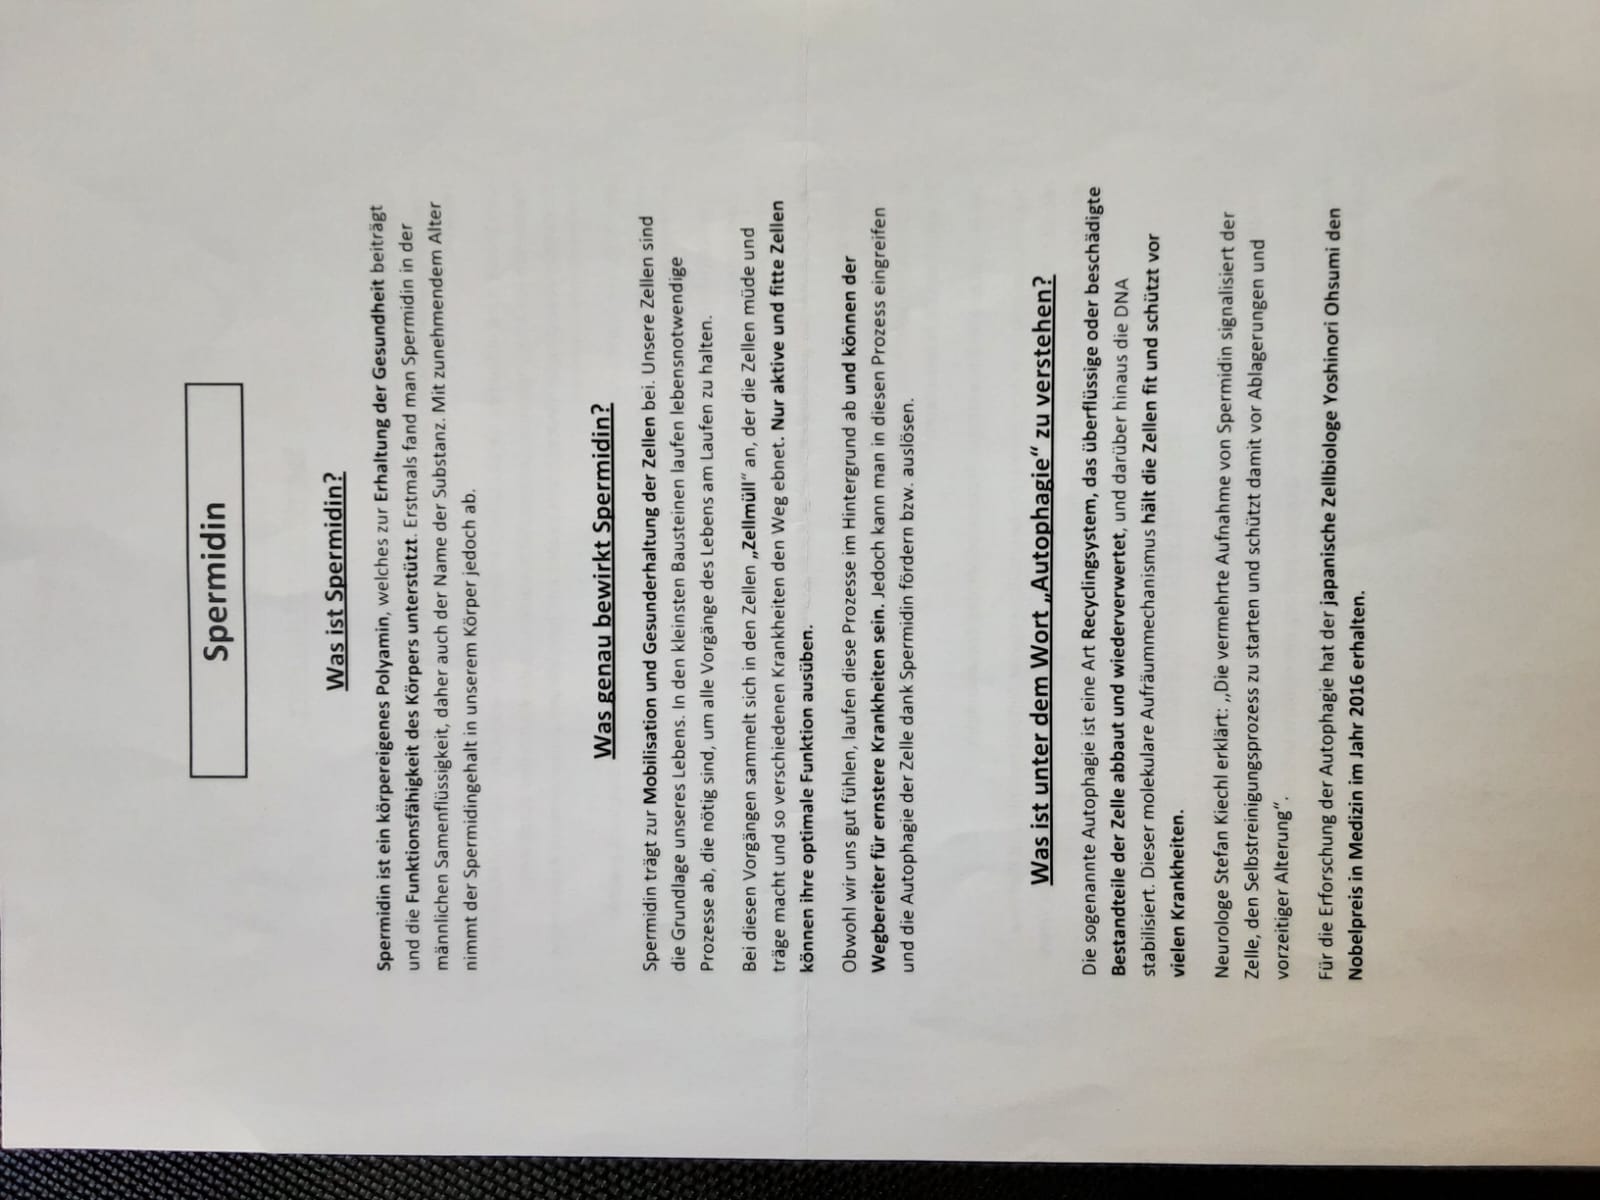 Spermidin
Was ist Spermidin?
Spermidin ist ein körpereigenes Polyamin, welches zur Erhaltung der Gesundheit beiträgt
und die Funktionsfähigkeit des Körpers unterstützt. Erstmals fand man Spermidin in der
männlichen Samenflüssigkeit, daher auch der Name der Substanz. Mit zunehmendem Alter
nimmt der Spermidingehalt in unserem Körper jedoch ab.
Was genau bewirkt Spermidin?
Spermidin trägt zur Mobilisation und Gesunderhaltung der Zellen bei. Unsere Zellen sind
die Grundlage unseres Lebens. In den kleinsten Bausteinen laufen lebensnotwendige
Prozesse ab, die nötig sind, um alle Vorgänge des Lebens am Laufen zu halten.
Bei diesen Vorgängen sammelt sich in den Zellen „Zellmüll“ an, der die Zellen müde und
träge macht und so verschiedenen Krankheiten den Weg ebnet. Nur aktive und fitte Zellen
können ihre optimale Funktion ausüben.
Obwohl wir uns gut fühlen, laufen diese Prozesse im Hintergrund ab und können der
Wegbereiter für ernstere Krankheiten sein. Jedoch kann man in diesen Prozess eingreifen
und die Autophagie der Zelle dank Spermidin fördern bzw. auslösen.
Was ist unter dem Wort „Autophagie“ zu verstehen?
Die sogenannte Autophagie ist eine Art Recyclingsystem, das überflüssige oder beschädigte
Bestandteile der Zelle abbaut und wiederverwertet, und darüber hinaus die DNA
stabilisiert. Dieser molekulare Aufräummechanismus hält die Zellen fit und schützt vor
vielen Krankheiten.
Neurologe Stefan Kiechl erklärt: ,,Die vermehrte Aufnahme von Spermidin signalisiert der
Zelle, den Selbstreinigungsprozess zu starten und schützt damit vor Ablagerungen und
vorzeitiger Alterung“.
Für die Erforschung der Autophagie hat der japanische Zellbiologe Yoshinori Ohsumi den
Nobelpreis in Medizin im Jahr 2016 erhalten.